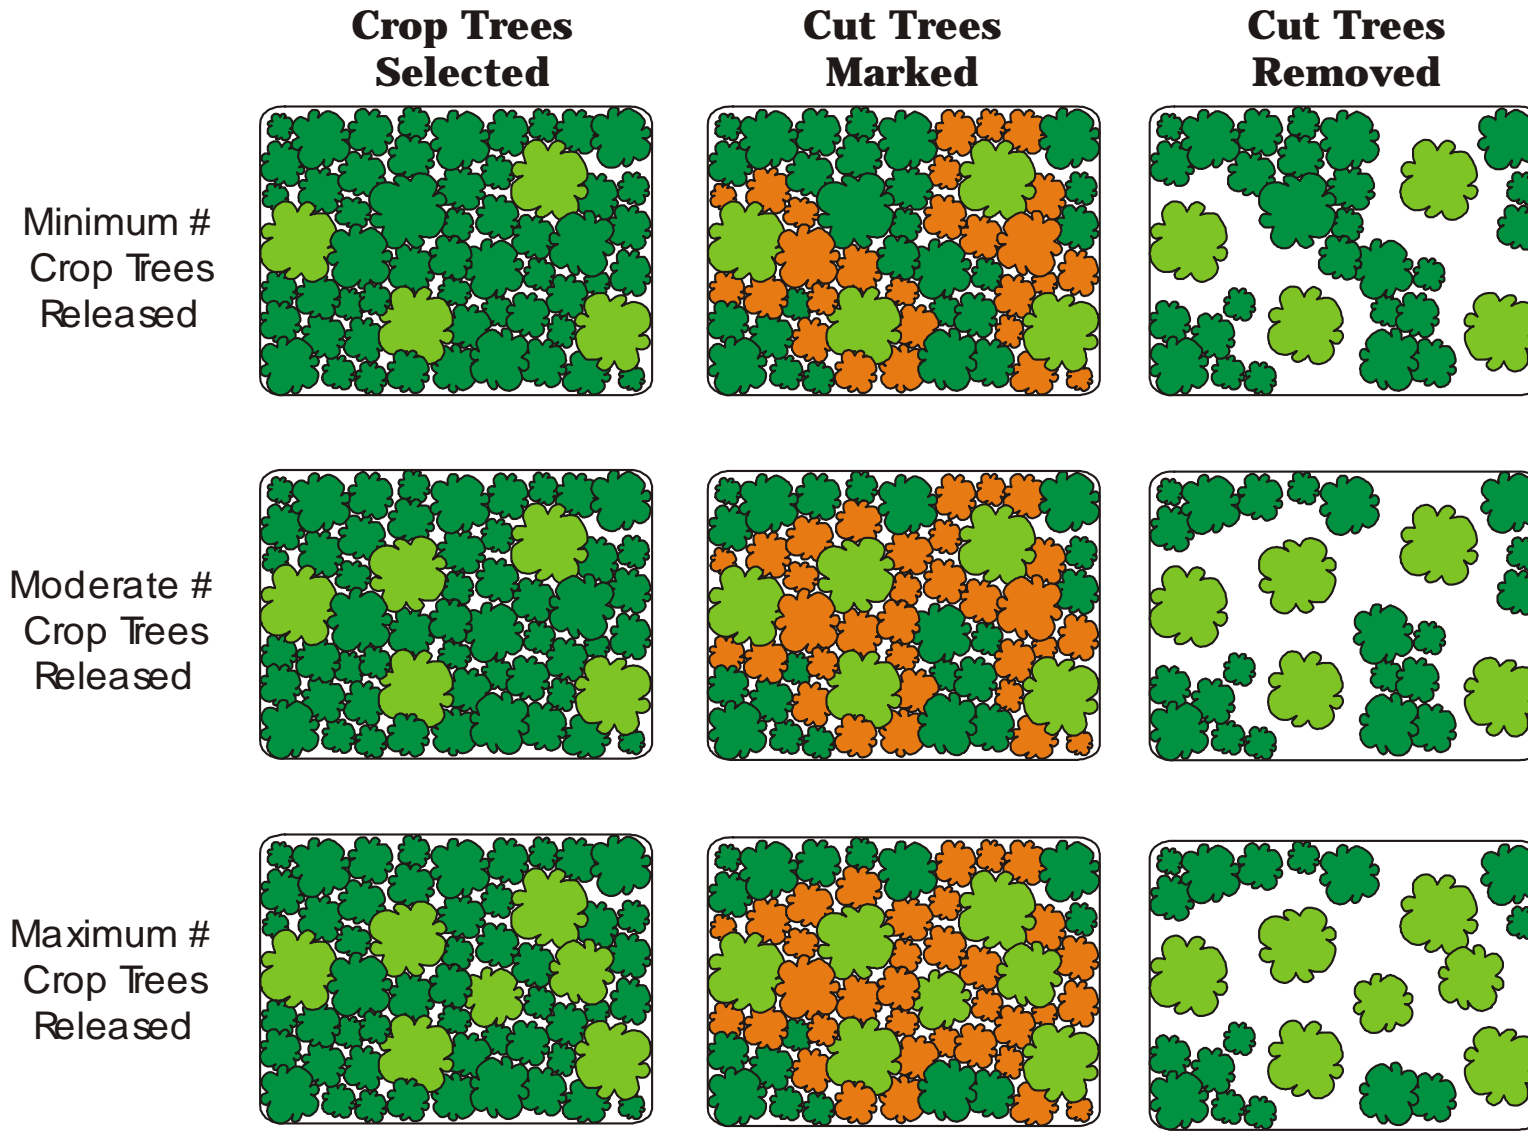 Crop Trees
Selected
Cut Trees
Marked
Cut Trees
Removed
Minimum #
Crop Trees
Released
Moderate #
Crop Trees
Released
Maximum #
Crop Trees
Released